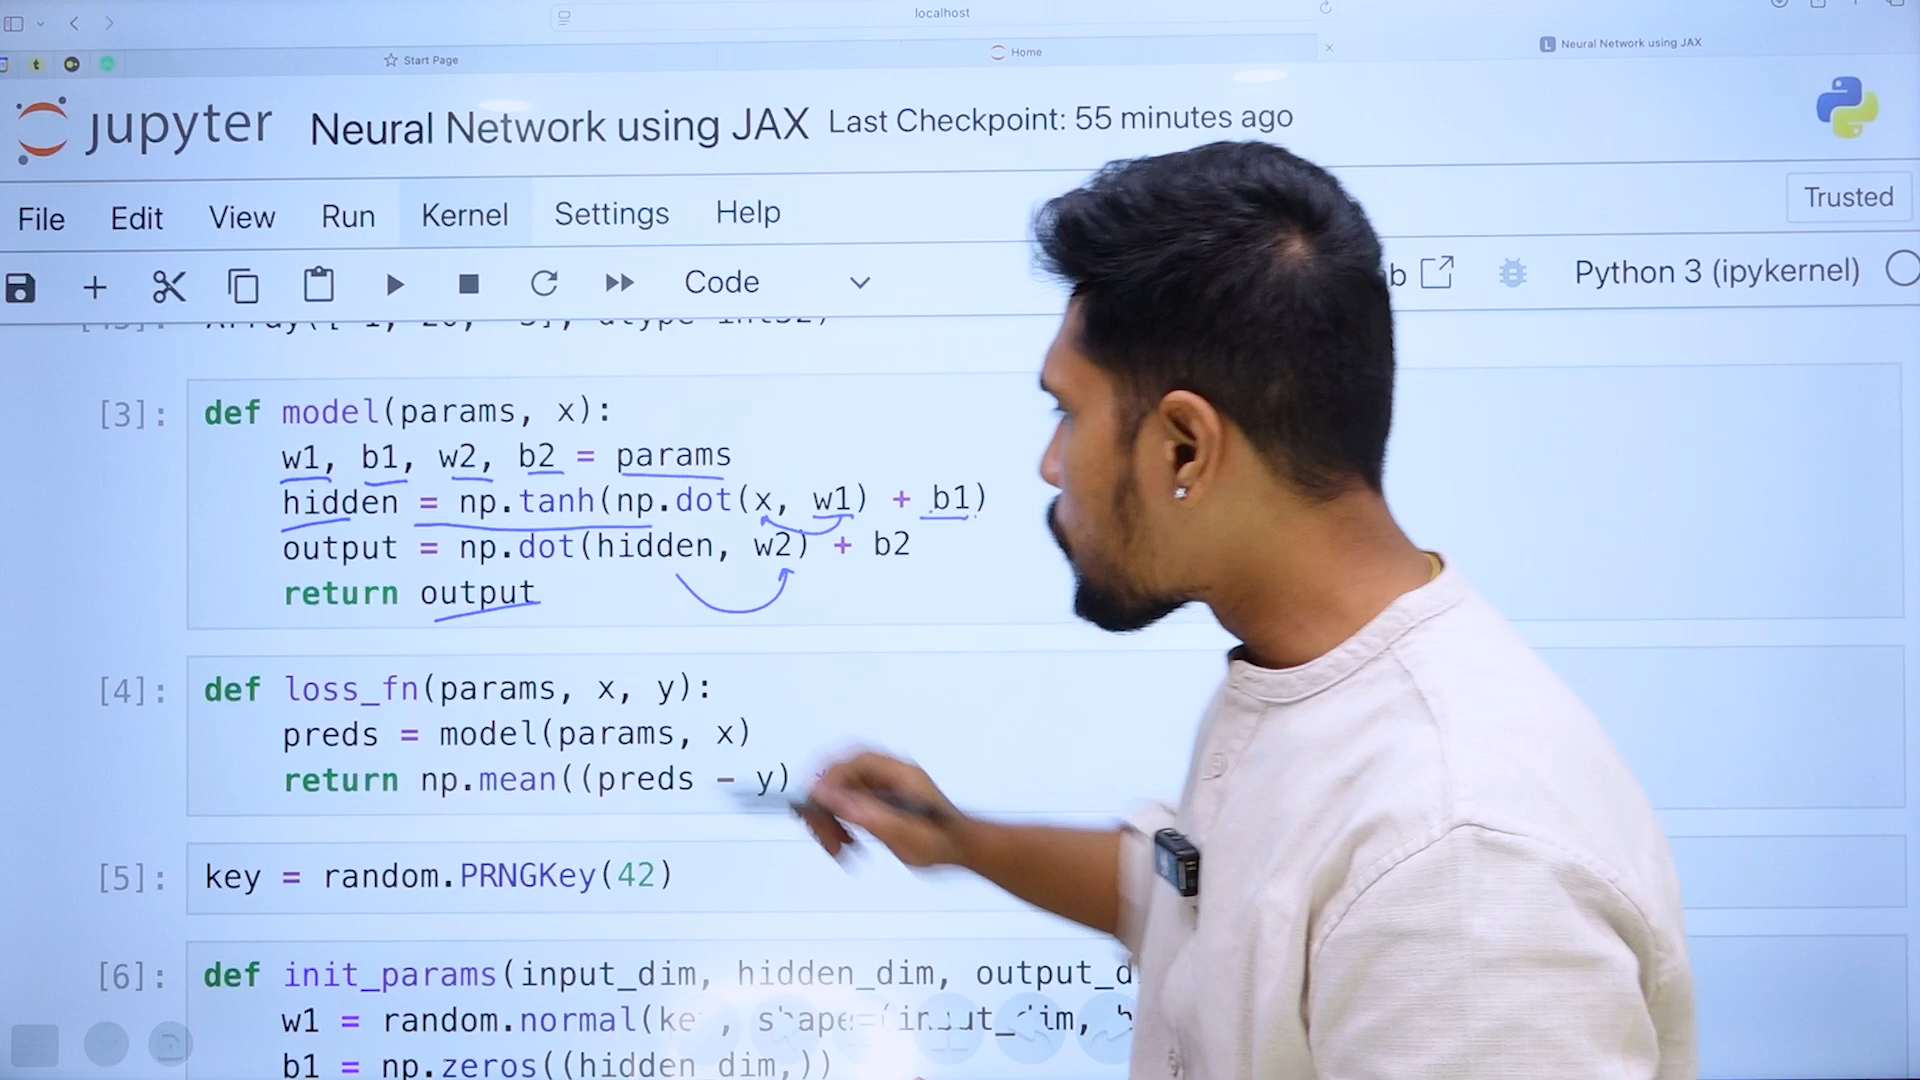 localhost
Start Page
Home
Neural Network using JAX
jupyter Neural Network using JAX Last Checkpoint: 55 minutes ago
File Edit View Run Kernel Settings Help
Trusted
Code
b
Python 3 (ipykernel)
[3]: def model(params, x):
w1, b1, w2, b2 = params
hidden = np.tanh(np.dot(x, w1) + b1)
output = np.dot(hidden, w2) + b2
return output
[4]: def loss_fn(params, x, y):
preds = model(params, x)
return np.mean((preds - y)
[5]: key = random.PRNGKey(42)
[6]: def init_params(input_dim, hidden_dim, output_d
w1 = random.normal(ke , shape=(input_dim, h
b1 = np.zeros((hidden_dim,))